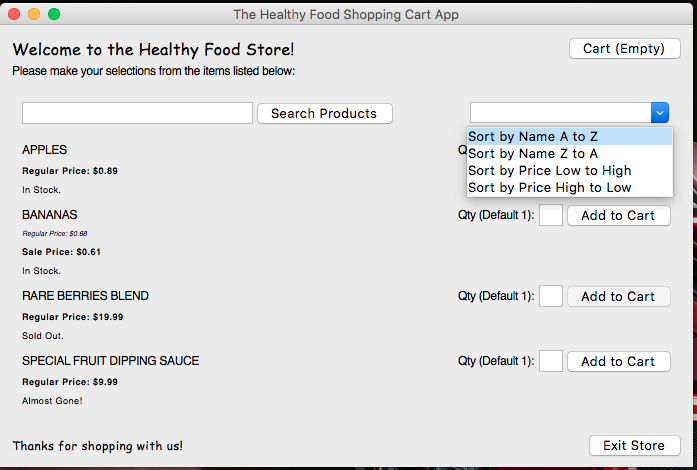 The Healthy Food Shopping Cart App
Welcome to the Healthy Food Store!
Cart (Empty)
Please make your selections from the items listed below:
Search Products
Sort by Name A to Z
Sort by Name Z to A
Sort by Price Low to High
Sort by Price High to Low
APPLES
Regular Price: $0.89
In Stock.
BANANAS
Qty (Default 1):
Add to Cart
Regular Price: $0.68
Sale Price: $0.61
In Stock.
RARE BERRIES BLEND
Qty (Default 1):
Add to Cart
Regular Price: $19.99
Sold Out.
SPECIAL FRUIT DIPPING SAUCE
Qty (Default 1):
Add to Cart
Regular Price: $9.99
Almost Gone!
Thanks for shopping with us!
Exit Store